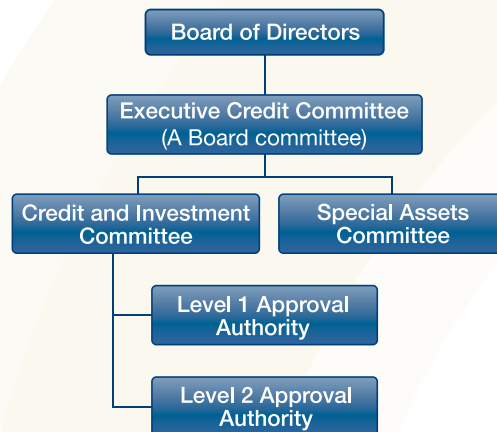 Board of Directors
Executive Credit Committee
(A Board committee)
Credit and Investment
Committee
Special Assets
Committee
Level 1 Approval
Authority
Level 2 Approval
Authority